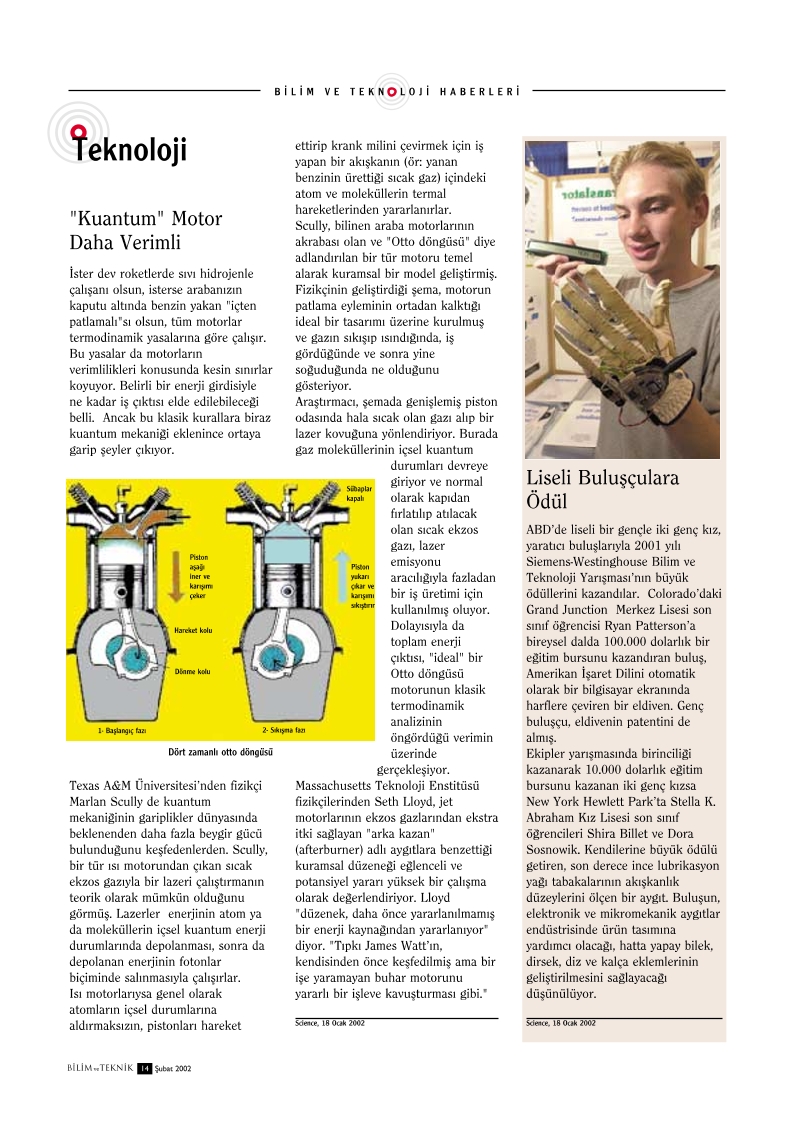 BİLİM VE TEKNOLOJİ HABERLERİ
Teknoloji
"Kuantum" Motor
Daha Verimli
İster dev roketlerde sıvı hidrojenle
çalışanı olsun, isterse arabanızın
kaputu altında benzin yakan "içten
patlamalı"sı olsun, tüm motorlar
termodinamik yasalarına göre çalışır.
Bu yasalar da motorların
verimlilikleri konusunda kesin sınırlar
koyuyor. Belirli bir enerji girdisiyle
ne kadar iş çıktısı elde edilebileceği
belli. Ancak bu klasik kurallara biraz
kuantum mekaniği eklenince ortaya
garip şeyler çıkıyor.
Piston
aşağı
iner ve
karışımı
çeker
Hareket kolu
Dönme kolu
1- Başlangıç fazı
Sübaplar
kapalı
Piston
yukarı
çıkar ve
karışımı
sıkıştırır
2- Sıkışma fazı
Dört zamanlı otto döngüsü
Texas A&M Üniversitesi'nden fizikçi
Marlan Scully de kuantum
mekaniğinin gariplikler dünyasında
beklenenden daha fazla beygir gücü
bulunduğunu keşfedenlerden. Scully,
bir tür ısı motorundan çıkan sıcak
ekzos gazıyla bir lazeri çalıştırmanın
teorik olarak mümkün olduğunu
görmüş. Lazerler enerjinin atom ya
da moleküllerin içsel kuantum enerji
durumlarında depolanması, sonra da
depolanan enerjinin fotonlar
biçiminde salınmasıyla çalışırlar.
Isı motorlarıysa genel olarak
atomların içsel durumlarına
aldırmaksızın, pistonları hareket
ettirip krank milini çevirmek için iş
yapan bir akışkanın (ör: yanan
benzinin ürettiği sıcak gaz) içindeki
atom ve moleküllerin termal
hareketlerinden yararlanırlar.
Scully, bilinen araba motorlarının
akrabası olan ve "Otto döngüsü" diye
adlandırılan bir tür motoru temel
alarak kuramsal bir model geliştirmiş.
Fizikçinin geliştirdiği şema, motorun
patlama eyleminin ortadan kalktığı
ideal bir tasarımı üzerine kurulmuş
ve gazın sıkışıp ısındığında, iş
gördüğünde ve sonra yine
soğuduğunda ne olduğunu
gösteriyor.
Araştırmacı, şemada genişlemiş piston
odasında hala sıcak olan gazı alıp bir
lazer kovuğuna yönlendiriyor. Burada
gaz moleküllerinin içsel kuantum
durumları devreye
giriyor ve normal
olarak kapıdan
fırlatılıp atılacak
olan sıcak ekzos
gazı, lazer
emisyonu
aracılığıyla fazladan
bir iş üretimi için
kullanılmış oluyor.
Dolayısıyla da
toplam enerji
çıktısı, "ideal" bir
Otto döngüsü
motorunun klasik
termodinamik
analizinin
öngördüğü verimin
üzerinde
gerçekleşiyor.
Massachusetts Teknoloji Enstitüsü
fizikçilerinden Seth Lloyd, jet
motorlarının ekzos gazlarından ekstra
itki sağlayan "arka kazan"
(afterburner) adlı aygıtlara benzettiği
kuramsal düzeneği eğlenceli ve
potansiyel yararı yüksek bir çalışma
olarak değerlendiriyor. Lloyd
"düzenek, daha önce yararlanılmamış
bir enerji kaynağından yararlanıyor"
diyor. "Tıpkı James Watt'ın,
kendisinden önce keşfedilmiş ama bir
işe yaramayan buhar motorunu
yararlı bir işleve kavuşturması gibi."
Science, 18 Ocak 2002
Translator
Liseli Buluşçulara
Ödül
ABD'de liseli bir gençle iki genç kız,
yaratıcı buluşlarıyla 2001 yılı
Siemens-Westinghouse Bilim ve
Teknoloji Yarışması'nın büyük
ödüllerini kazandılar. Colorado'daki
Grand Junction Merkez Lisesi son
sınıf öğrencisi Ryan Patterson'a
bireysel dalda 100.000 dolarlık bir
eğitim bursunu kazandıran buluş,
Amerikan İşaret Dilini otomatik
olarak bir bilgisayar ekranında
harflere çeviren bir eldiven. Genç
buluşçu, eldivenin patentini de
almış.
Ekipler yarışmasında birinciliği
kazanarak 10.000 dolarlık eğitim
bursunu kazanan iki genç kızsa
New York Hewlett Park'ta Stella K.
Abraham Kız Lisesi son sınıf
öğrencileri Shira Billet ve Dora
Sosnowik. Kendilerine büyük ödülü
getiren, son derece ince lubrikasyon
yağı tabakalarının akışkanlık
düzeylerini ölçen bir aygıt. Buluşun,
elektronik ve mikromekanik aygıtlar
endüstrisinde ürün tasımına
yardımcı olacağı, hatta yapay bilek,
dirsek, diz ve kalça eklemlerinin
geliştirilmesini sağlayacağı
düşünülüyor.
Science, 18 Ocak 2002
BİLİM ve TEKNİK 14 Şubat 2002